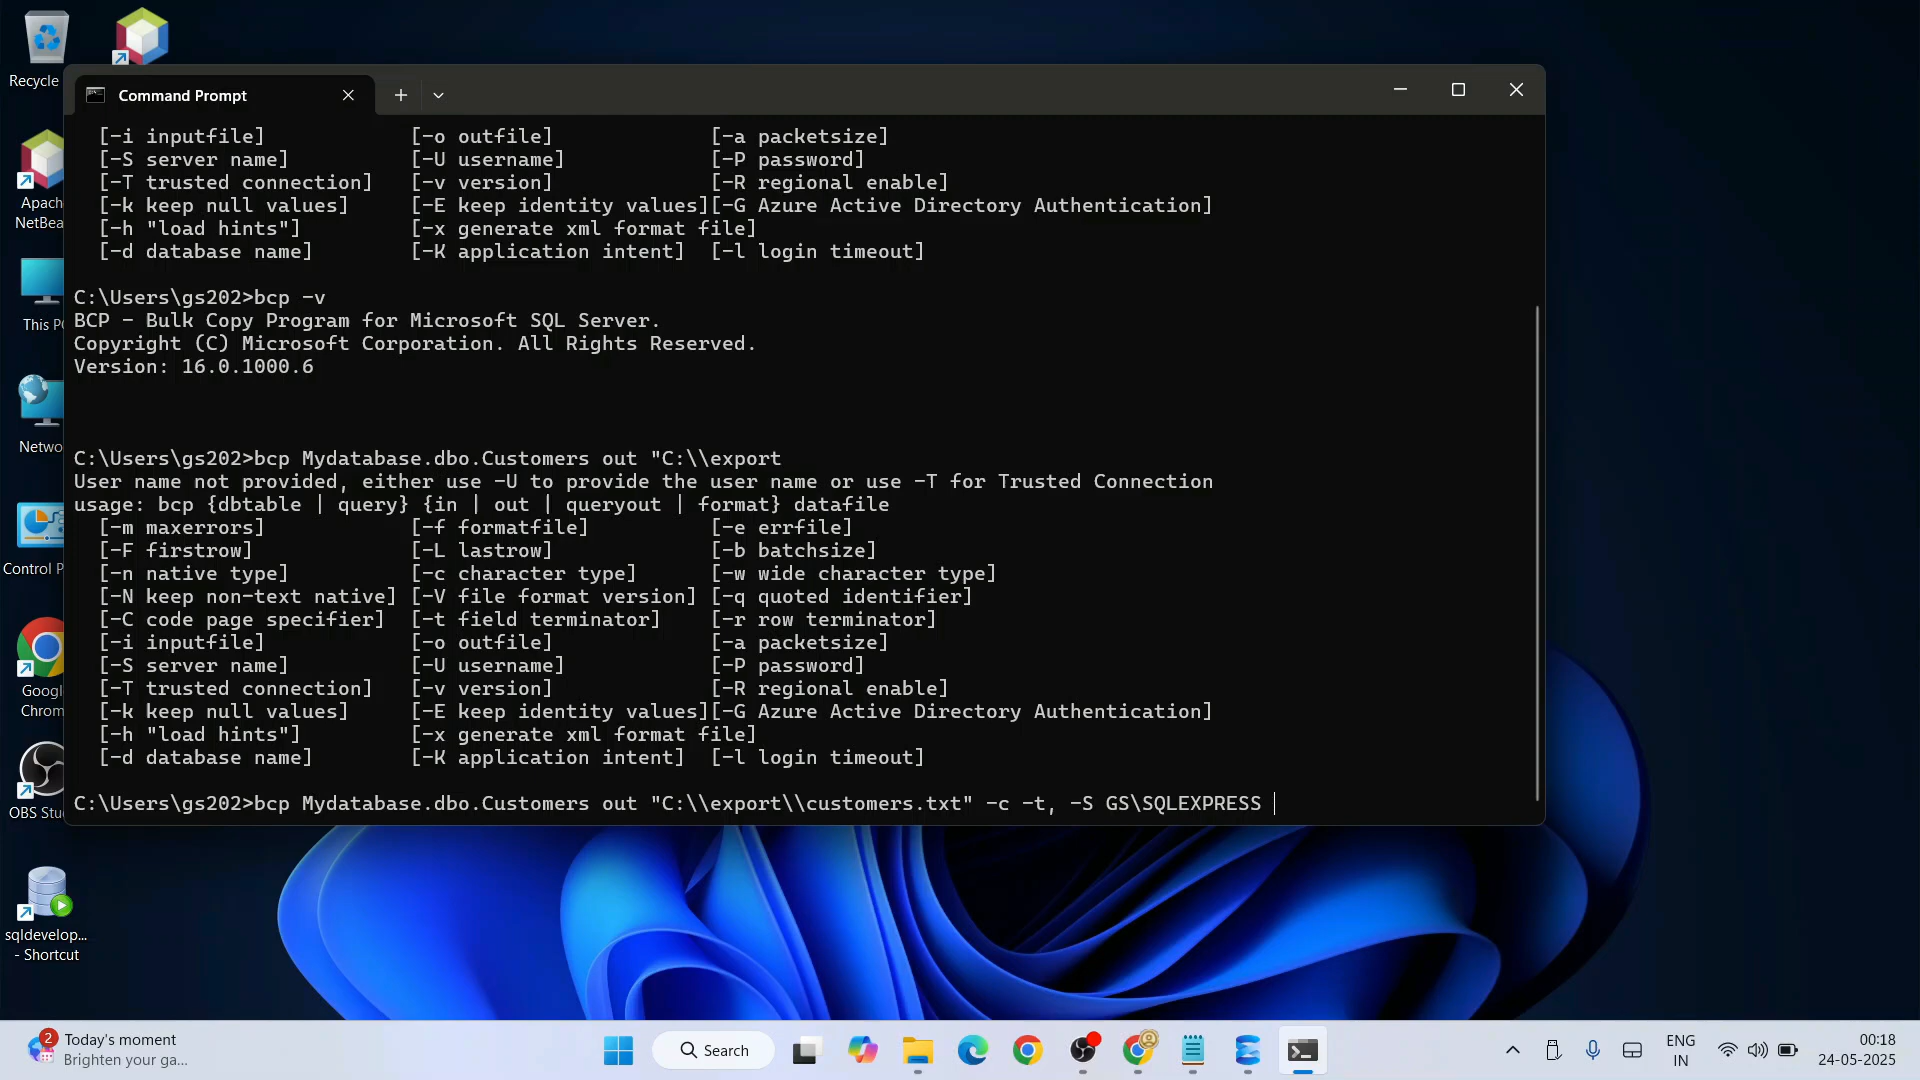 Recycle
Apach
NetBea
This PC
Netwo
Control P
Googl
Chrom
OBS Stu
sqldevelop...
- Shortcut
Command Prompt
[-i inputfile] [-o outfile] [-a packetsize]
[-S server name] [-U username] [-P password]
[-T trusted connection] [-v version] [-R regional enable]
[-k keep null values] [-E keep identity values][-G Azure Active Directory Authentication]
[-h "load hints"] [-x generate xml format file]
[-d database name] [-K application intent] [-l login timeout]
C:\Users\gs202>bcp -v
BCP - Bulk Copy Program for Microsoft SQL Server.
Copyright (C) Microsoft Corporation. All Rights Reserved.
Version: 16.0.1000.6
C:\Users\gs202>bcp Mydatabase.dbo.Customers out "C:\\export
User name not provided, either use -U to provide the user name or use -T for Trusted Connection
usage: bcp {dbtable | query} {in | out | queryout | format} datafile
[-m maxerrors] [-f formatfile] [-e errfile]
[-F firstrow] [-L lastrow] [-b batchsize]
[-n native type] [-c character type] [-w wide character type]
[-N keep non-text native] [-V file format version] [-q quoted identifier]
[-C code page specifier] [-t field terminator] [-r row terminator]
[-i inputfile] [-o outfile] [-a packetsize]
[-S server name] [-U username] [-P password]
[-T trusted connection] [-v version] [-R regional enable]
[-k keep null values] [-E keep identity values][-G Azure Active Directory Authentication]
[-h "load hints"] [-x generate xml format file]
[-d database name] [-K application intent] [-l login timeout]
C:\Users\gs202>bcp Mydatabase.dbo.Customers out "C:\\export\\customers.txt" -c -t, -S GS\SQLEXPRESS
2
Today's moment
Brighten your ga...
Search
ENG
IN
00:18
24-05-2025